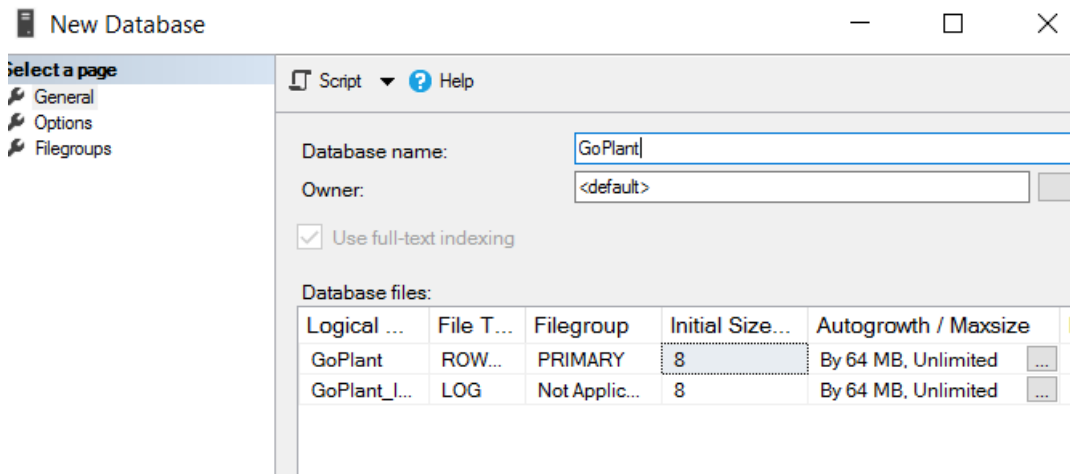 New Database
Select a page
General
Options
Filegroups
Script Help
Database name: GoPlant
Owner: <default>
Use full-text indexing
Database files:
Logical ... File T... Filegroup Initial Size... Autogrowth / Maxsize
GoPlant ROW... PRIMARY 8 By 64 MB, Unlimited ...
GoPlant_l... LOG Not Applic... 8 By 64 MB, Unlimited ...